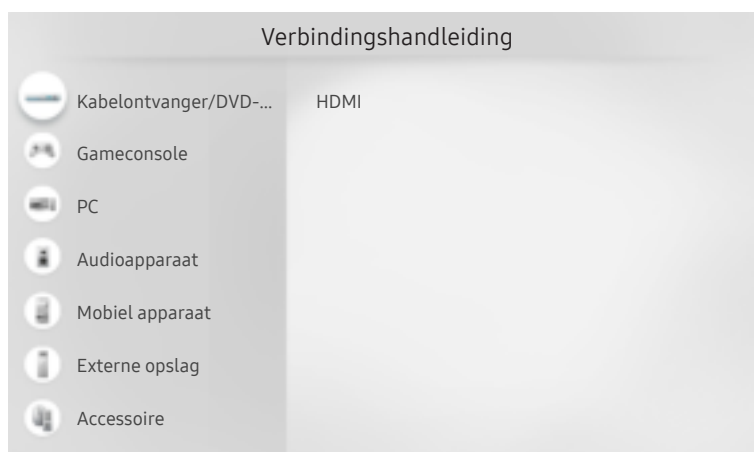 Verbindingshandleiding
Kabelontvanger/DVD-...
HDMI
Gameconsole
PC
Audioapparaat
Mobiel apparaat
Externe opslag
Accessoire